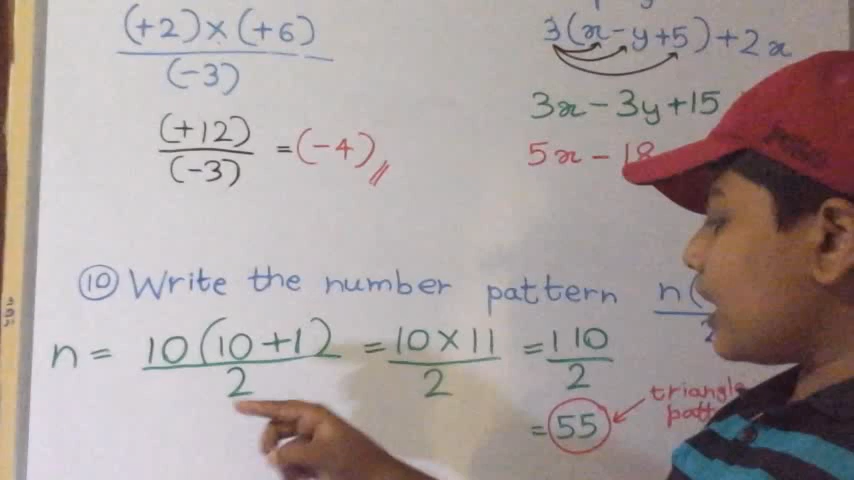 (+2) × (+6)
(-3)
(+12)
(-3)
= (-4)
3(x - y + 5) + 2x
3x - 3y + 15
5x - 18
⑩ Write the number pattern n(
n = 10(10+1) = 10 × 11 = 110
2 2 2
triangle
= 55